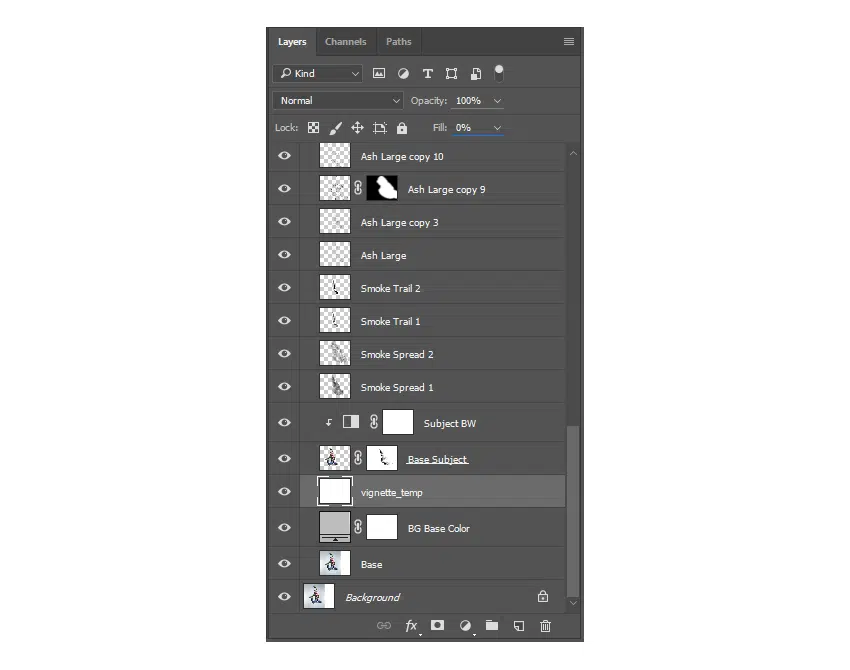 Layers Channels Paths
Kind
Normal Opacity: 100%
Lock: Fill: 0%
Ash Large copy 10
Ash Large copy 9
Ash Large copy 3
Ash Large
Smoke Trail 2
Smoke Trail 1
Smoke Spread 2
Smoke Spread 1
Subject BW
Base Subject
vignette_temp
BG Base Color
Base
Background
fx